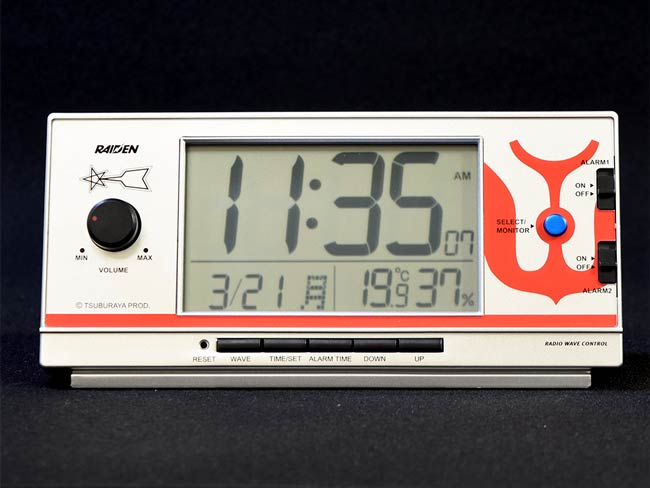 RAIDEN
MIN
MAX
VOLUME
© TSUBURAYA PROD.
11:35 07
AM
3/21 月
19.9℃ 37%
SELECT/
MONITOR
ALARM1
ON
OFF
ON
OFF
ALARM2
RESET WAVE TIME/SET ALARM TIME DOWN UP
RADIO WAVE CONTROL